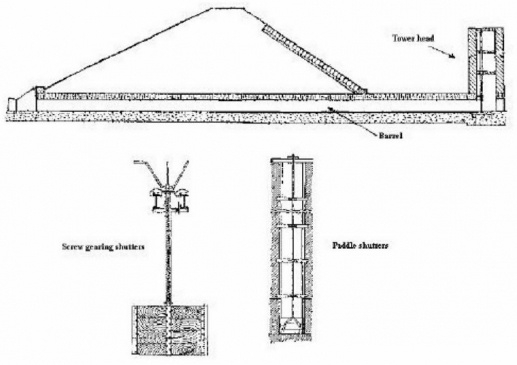 Tower head
Barrel
Screw gearing shutters
Paddle shutters